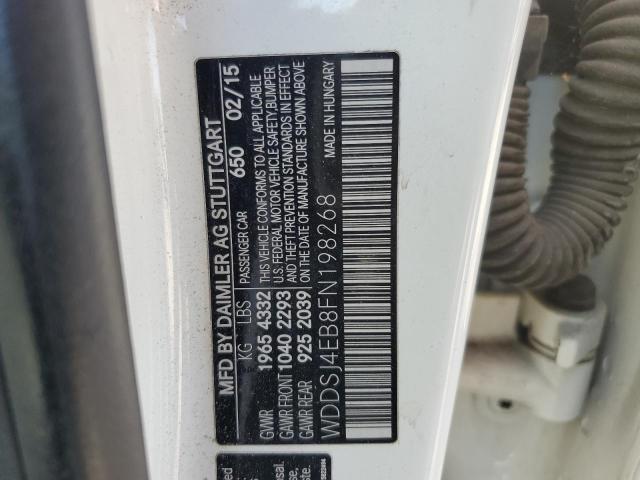 MFD BY DAIMLER AG STUTTGART
650 02/15
KG LBS PASSENGER CAR
GVWR 1965 4332
GAWR FRONT 1040 2293
GAWR REAR 925 2039
THIS VEHICLE CONFORMS TO ALL APPLICABLE
U.S. FEDERAL MOTOR VEHICLE SAFETY, BUMPER
AND THEFT PREVENTION STANDARDS IN EFFECT
ON THE DATE OF MANUFACTURE SHOWN ABOVE
MADE IN HUNGARY
WDDSJ4EB8FN198268